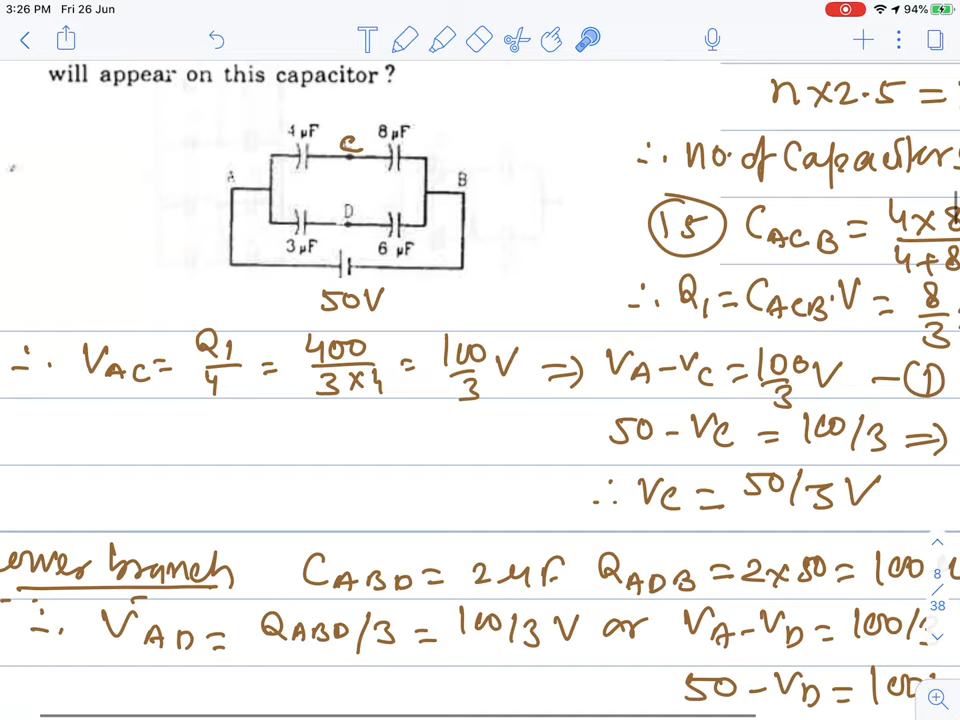 3:26 PM Fri 26 Jun
94%
will appear on this capacitor ?
n×2.5 =
∴ no. of Capacitors
4 μF C 8 μF
A B
D
3 μF 6 μF
50V
15 C_ACB = 4×8/4+8
∴ Q1 = C_ACB.V = 8/3
∴ V_AC = Q1/4 = 400/3×4 = 100/3 V ⇒ V_A-V_C = 100/3 V —①
50 - V_C = 100/3 ⇒
∴ V_C = 50/3 V
ower branch C_ABD = 2 μF Q_ADB = 2×50 = 100
∴ V_AD = Q_ABD/3 = 100/3 V or V_A-V_D = 100/3
50 - V_D = 100
8
/
38